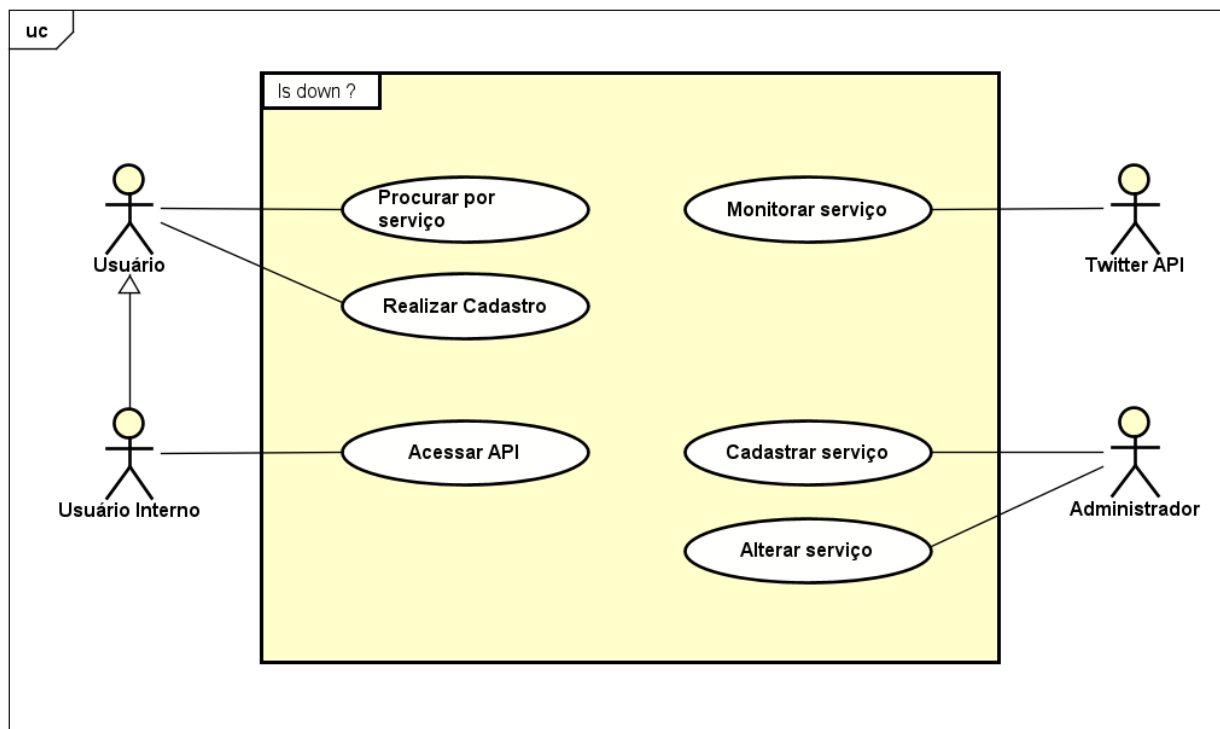 uc
Is down ?
Procurar por
serviço
Monitorar serviço
Usuário
Twitter API
Realizar Cadastro
Acessar API
Cadastrar serviço
Usuário Interno
Administrador
Alterar serviço